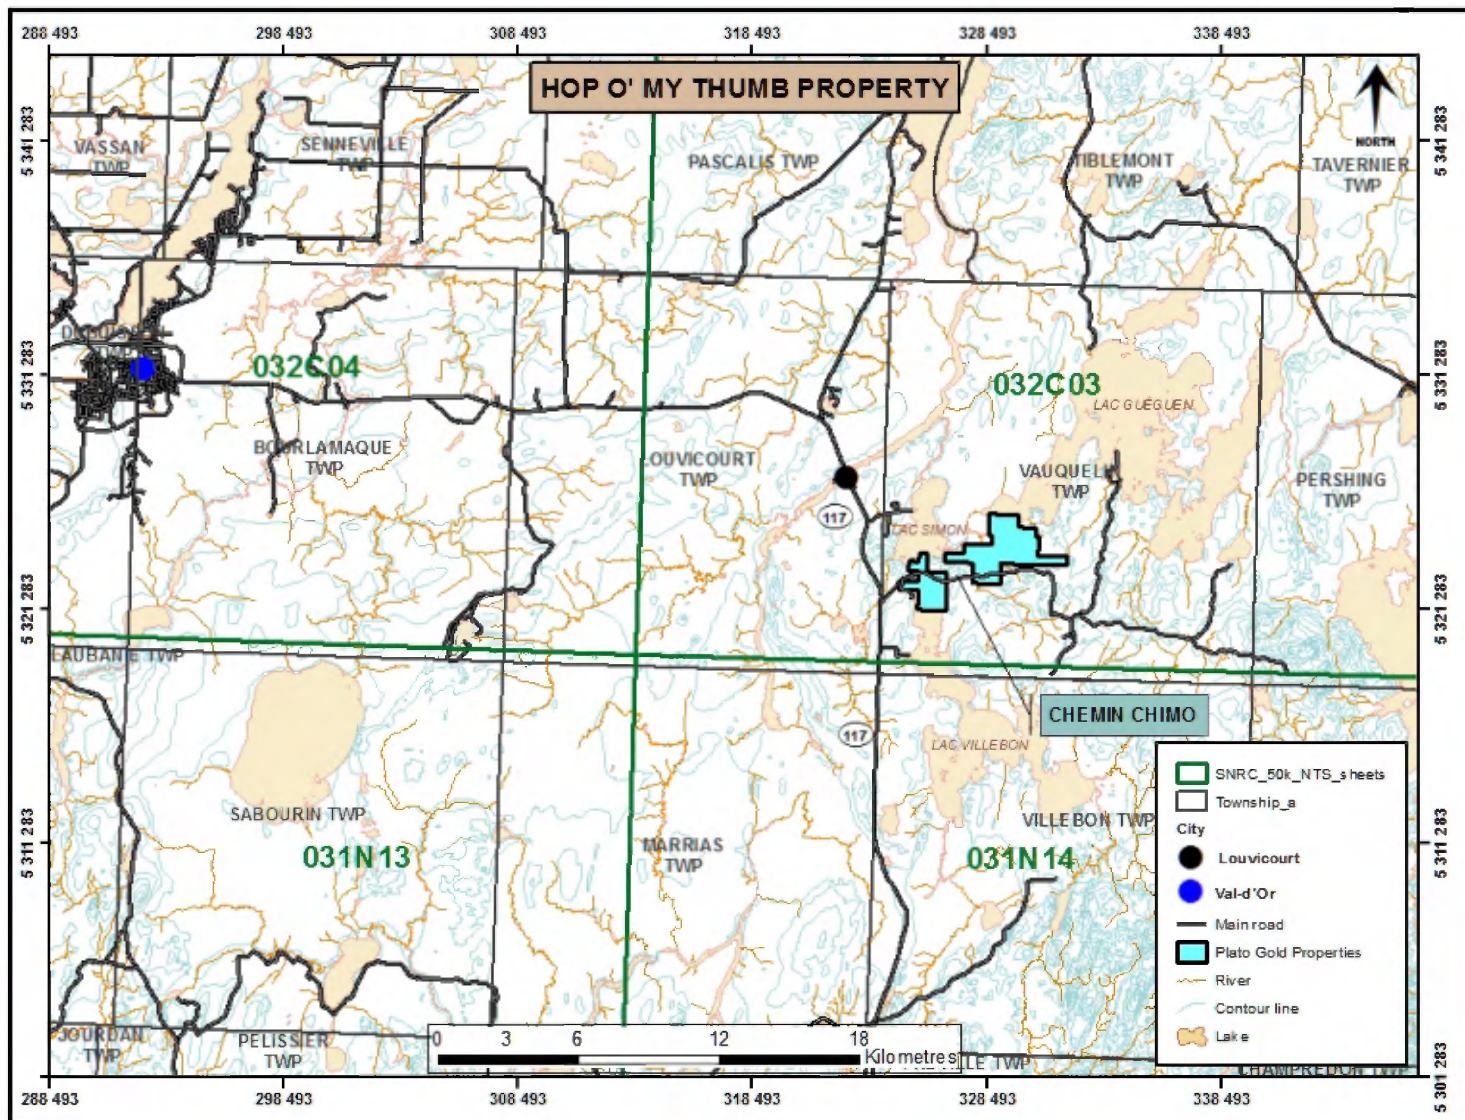 288 493 298 493 308 493 318 493 328 493 338 493
HOP O' MY THUMB PROPERTY
NORTH
5 341 283
5 341 283
VASSAN
TWP
SENNEVILLE
TWP
PASCALIS TWP
TIBLEMONT
TWP
TAVERNIER
TWP
5 331 283
5 331 283
032C04
032C03
LAC GUÉGUEN
BOURLAMAQUE
TWP
LOUVICOURT
TWP
VAUQUELIN
TWP
PERSHING
TWP
117
LAC SIMON
5 321 283
5 321 283
LAUBANIE TWP
CHEMIN CHIMO
117
LAC VILLEBON
SABOURIN TWP
MARRIAS
TWP
VILLEBON TWP
031N13
031N14
5 311 283
5 311 283
SNRC_50k_NTS_sheets
Township_a
City
Louvicourt
Val-d'Or
Main road
Plato Gold Properties
River
Contour line
Lake
JOURDAN
TWP
PELISSIER
TWP
0 3 6 12 18
Kilometres
TWP
CHAMPREDON TWP
5 301 283
5 301 283
288 493 298 493 308 493 318 493 328 493 338 493